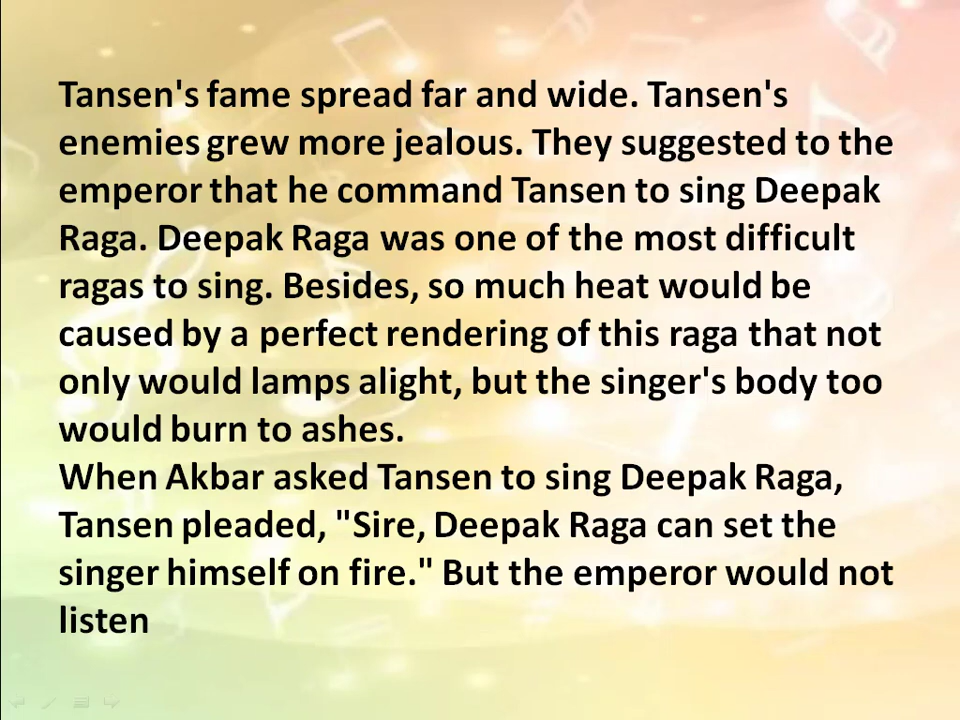 Tansen's fame spread far and wide. Tansen's
enemies grew more jealous. They suggested to the
emperor that he command Tansen to sing Deepak
Raga. Deepak Raga was one of the most difficult
ragas to sing. Besides, so much heat would be
caused by a perfect rendering of this raga that not
only would lamps alight, but the singer's body too
would burn to ashes.
When Akbar asked Tansen to sing Deepak Raga,
Tansen pleaded, "Sire, Deepak Raga can set the
singer himself on fire." But the emperor would not
listen